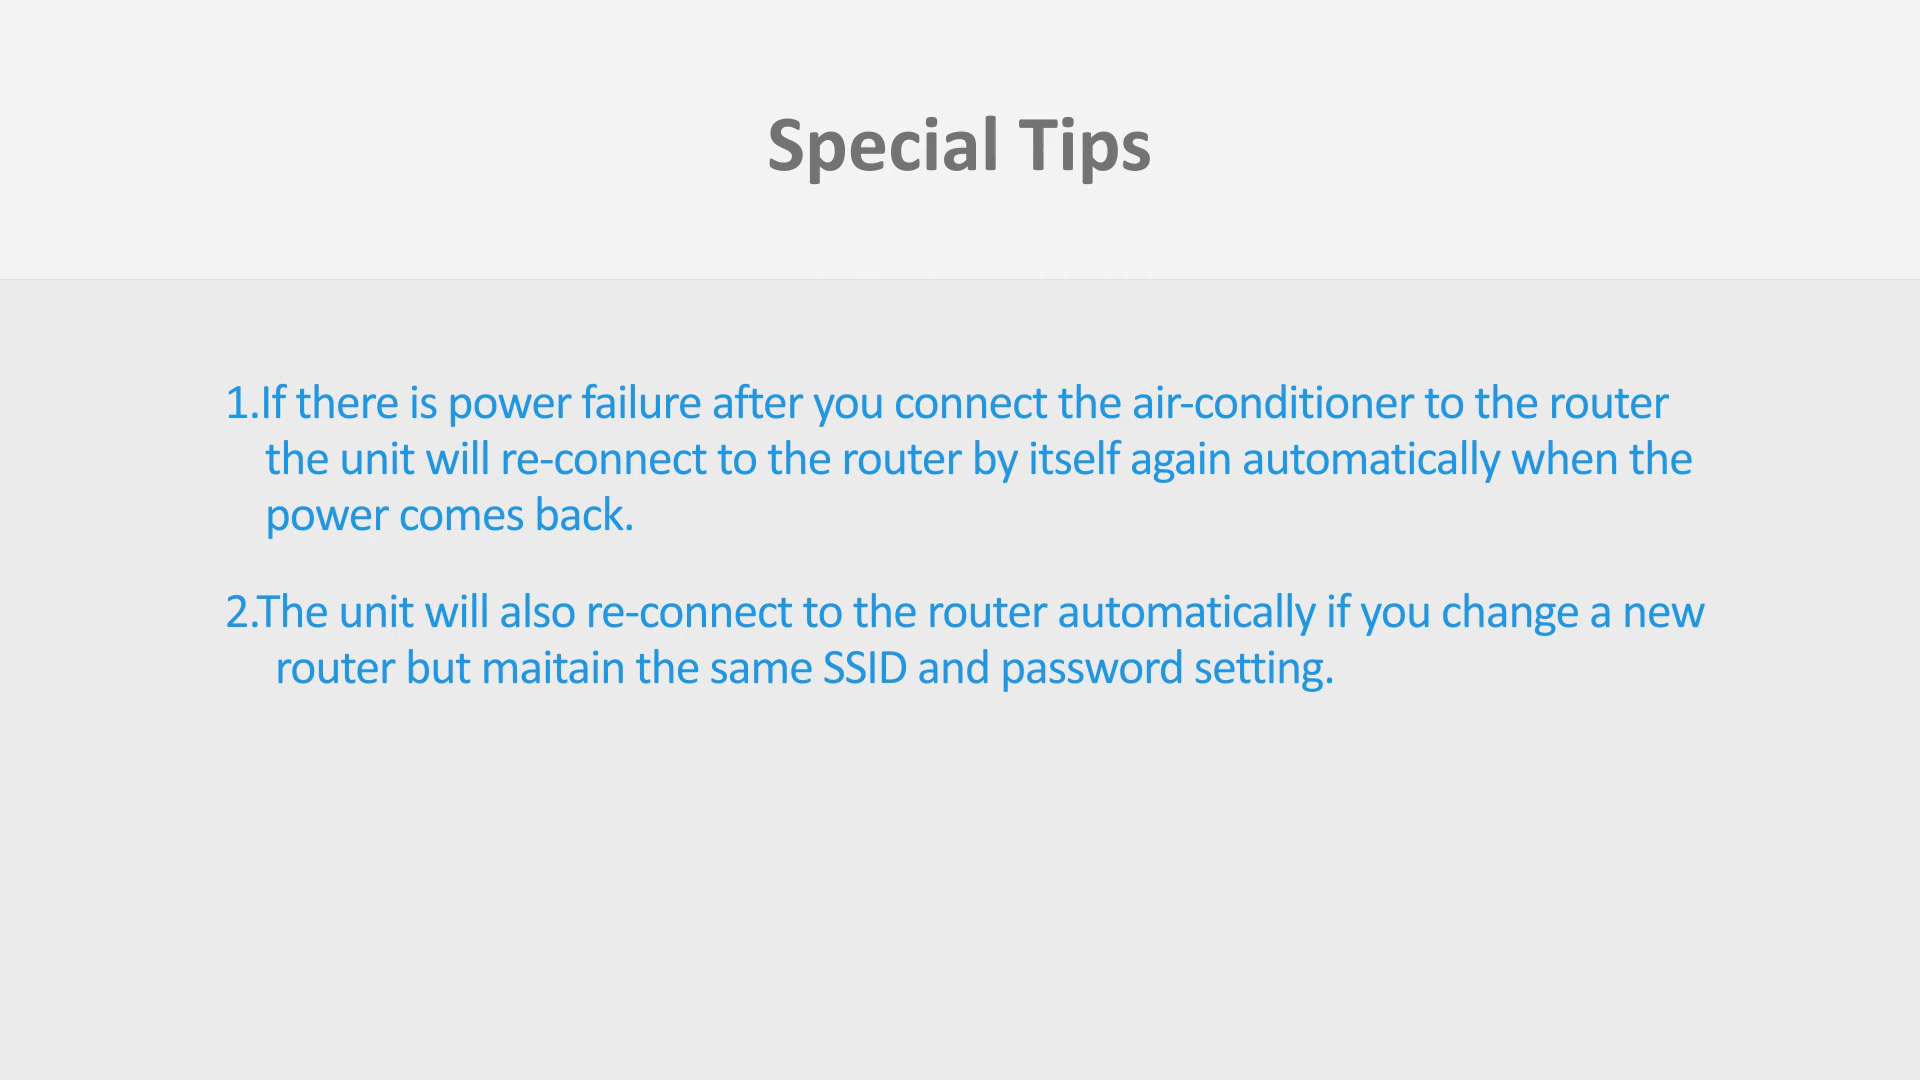 Special Tips
1.If there is power failure after you connect the air-conditioner to the router
the unit will re-connect to the router by itself again automatically when the
power comes back.
2.The unit will also re-connect to the router automatically if you change a new
router but maitain the same SSID and password setting.